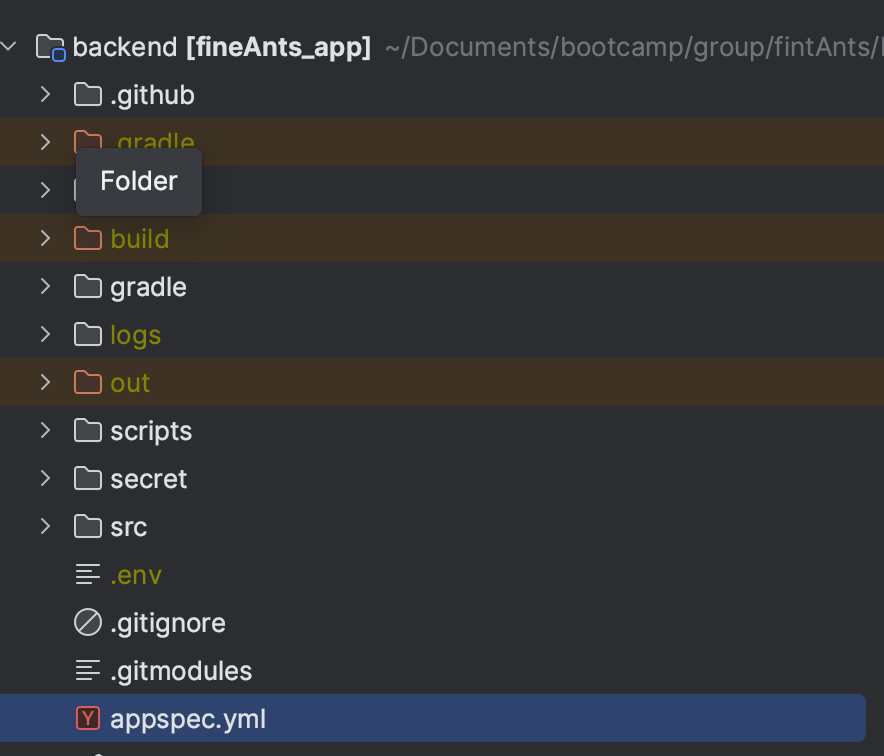 backend [fineAnts_app] ~/Documents/bootcamp/group/fintAnts/
.github
.gradle
Folder
build
gradle
logs
out
scripts
secret
src
.env
.gitignore
.gitmodules
Y appspec.yml